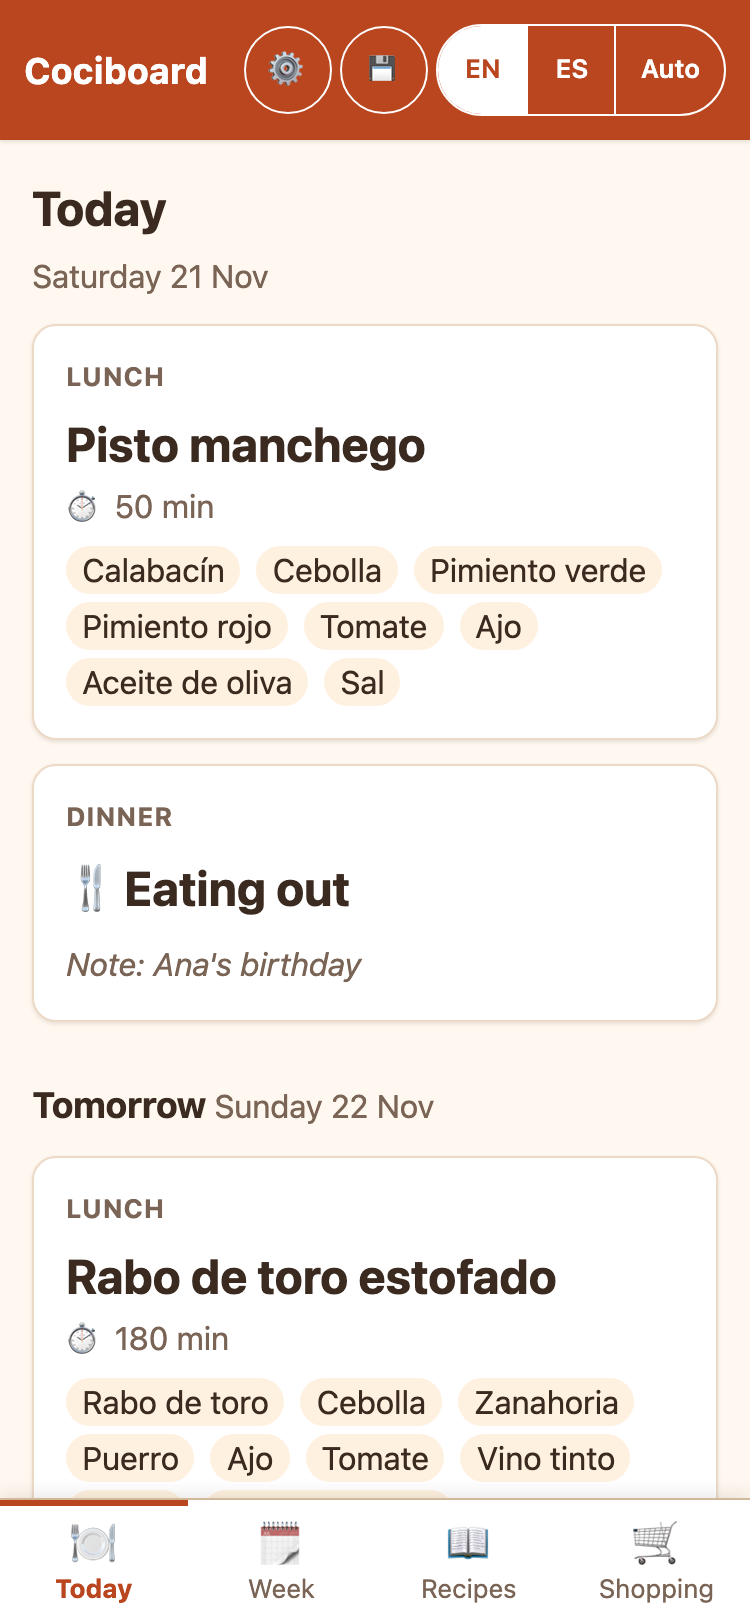 Cociboard
EN ES Auto
Today
Saturday 21 Nov
LUNCH
Pisto manchego
50 min
Calabacín Cebolla Pimiento verde
Pimiento rojo Tomate Ajo
Aceite de oliva Sal
DINNER
Eating out
Note: Ana's birthday
Tomorrow Sunday 22 Nov
LUNCH
Rabo de toro estofado
180 min
Rabo de toro Cebolla Zanahoria
Puerro Ajo Tomate Vino tinto
Today Week Recipes Shopping